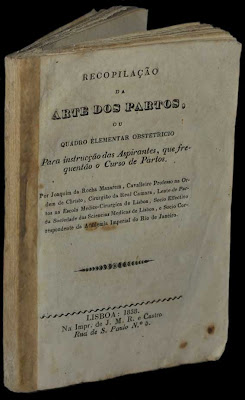 RECOPILAÇÃO
DA
ARTE DOS PARTOS,
OU
QUADRO ELEMENTAR OBSTETRICIO
Para instrucção das Aspirantes, que fre-
quentão o Curso de Partos.
Por Joaquim da Rocha Mazarem, Cavalleiro Professo na Or-
dem de Christo, Cirurgião da Real Camara, Lente de Par-
tos na Escola Medico-Cirurgica de Lisboa, Socio Effectivo
da Sociedade das Sciencias Medicas de Lisboa, e Socio Cor-
respondente da Academia Imperial do Rio de Janeiro.
LISBOA: 1838.
Na Impr. de J. M. R. e Castro.
Rua de S. Paulo N.º 5.